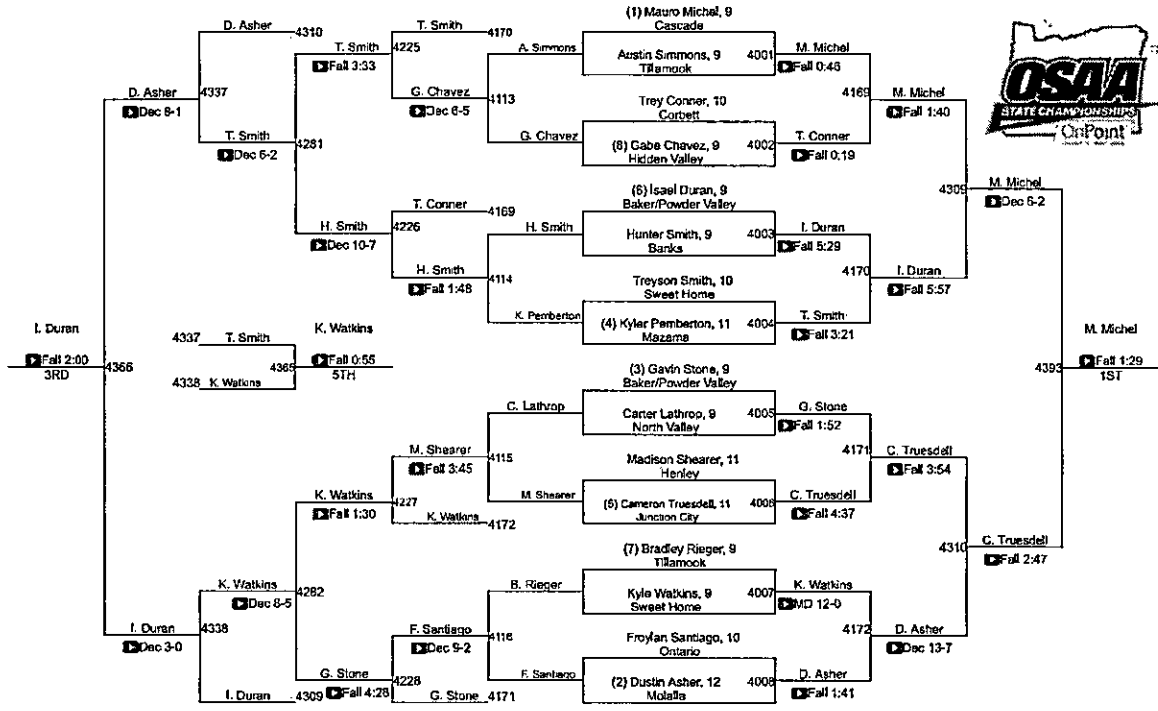 D. Asher
4310
D. Asher
Dec 8-1
4337
T. Smith
Dec 6-2
T. Smith
Fall 3:33
4281
H. Smith
Dec 10-7
T. Smith
4170
4225
G. Chavez
Dec 6-5
A. Simmons
4113
G. Chavez
T. Conner
4169
4226
H. Smith
Fall 1:48
H. Smith
4114
K. Pemberton
(1) Mauro Michel, 9
Cascade
Austin Simmons, 9
Tillamook
4001
M. Michel
Fall 0:46
Trey Conner, 10
Corbett
(8) Gabe Chavez, 9
Hidden Valley
4002
T. Conner
Fall 0:19
4169
M. Michel
Fall 1:40
(6) Isael Duran, 9
Baker/Powder Valley
Hunter Smith, 9
Banks
4003
I. Duran
Fall 5:29
Treyson Smith, 10
Sweet Home
(4) Kyler Pemberton, 11
Mazama
4004
T. Smith
Fall 3:21
4170
I. Duran
Fall 5:57
4309
M. Michel
Dec 6-2
OSAA
STATE CHAMPIONSHIPS
OnPoint
I. Duran
Fall 2:00
3RD
4366
4337
T. Smith
4338
K. Watkins
4365
K. Watkins
Fall 0:55
5TH
4393
M. Michel
Fall 1:29
1ST
(3) Gavin Stone, 9
Baker/Powder Valley
Carter Lathrop, 9
North Valley
4005
G. Stone
Fall 1:52
Madison Shearer, 11
Henley
(5) Cameron Truesdell, 11
Junction City
4006
C. Truesdell
Fall 4:37
4171
C. Truesdell
Fall 3:54
C. Lathrop
4115
M. Shearer
M. Shearer
Fall 3:45
4227
K. Watkins
4172
K. Watkins
Fall 1:30
K. Watkins
Dec 8-5
4282
G. Stone
Fall 4:28
I. Duran
Dec 3-0
4338
I. Duran
4309
F. Santiago
Dec 9-2
4228
G. Stone
4171
B. Rieger
4116
F. Santiago
(7) Bradley Rieger, 9
Tillamook
Kyle Watkins, 9
Sweet Home
4007
K. Watkins
MD 12-0
Froylan Santiago, 10
Ontario
(2) Dustin Asher, 12
Molalla
4008
D. Asher
Fall 1:41
4172
D. Asher
Dec 13-7
4310
C. Truesdell
Fall 2:47